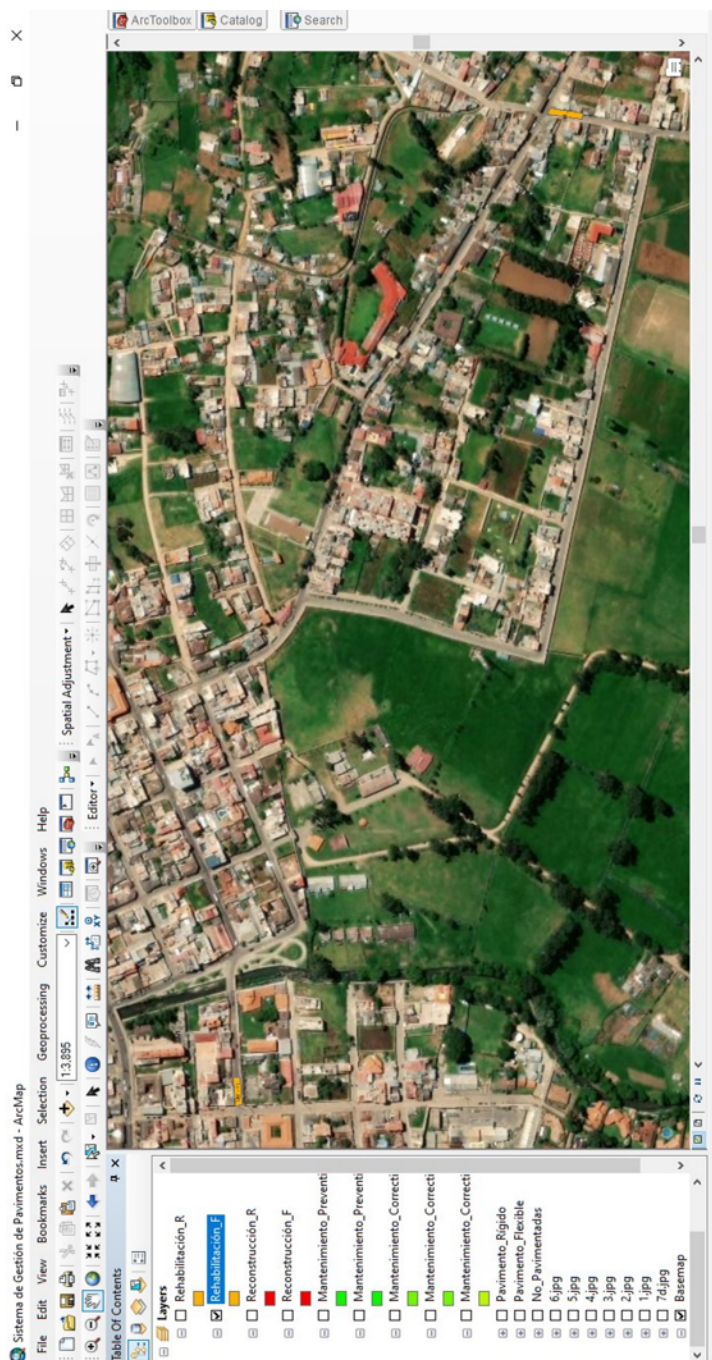 Sistema de Gestión de Pavimentos.mxd - ArcMap
File Edit View Bookmarks Insert Selection Geoprocessing Customize Windows Help
1:3,895
Spatial Adjustment
Editor
Table Of Contents
Layers
Rehabilitación_R
Rehabilitación_F
Reconstrucción_R
Reconstrucción_F
Mantenimiento_Preventi
Mantenimiento_Preventi
Mantenimiento_Correcti
Mantenimiento_Correcti
Mantenimiento_Correcti
Pavimento_Rígido
Pavimento_Flexible
No_Pavimentadas
6.jpg
5.jpg
4.jpg
3.jpg
2.jpg
1.jpg
7d.jpg
Basemap
ArcToolbox
Catalog
Search